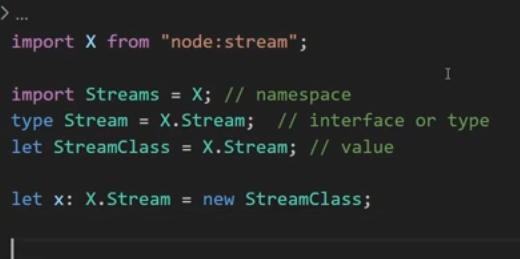 > ...
import X from "node:stream";
import Streams = X; // namespace
type Stream = X.Stream;  // interface or type
let StreamClass = X.Stream; // value
let x: X.Stream = new StreamClass;